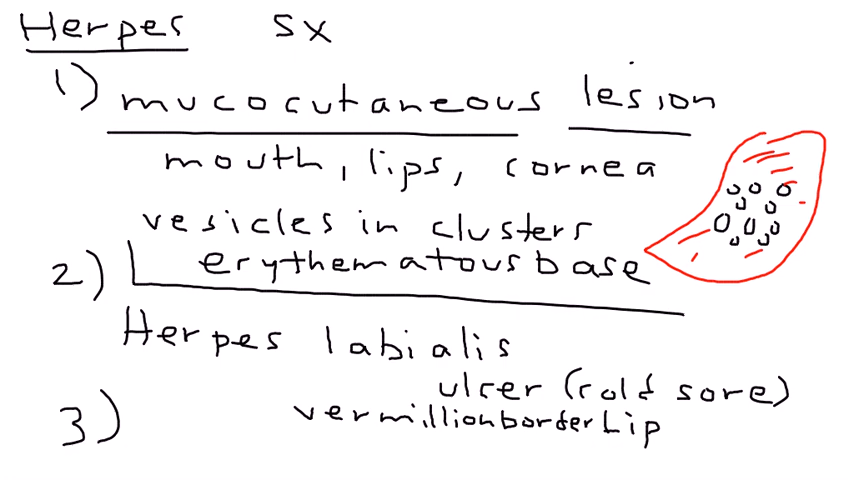 Herpes sx
1) mucocutaneous lesion
mouth, lips, cornea
vesicles in clusters
2) erythematous base
Herpes labialis
ulcer (cold sore)
3) vermillion border Lip